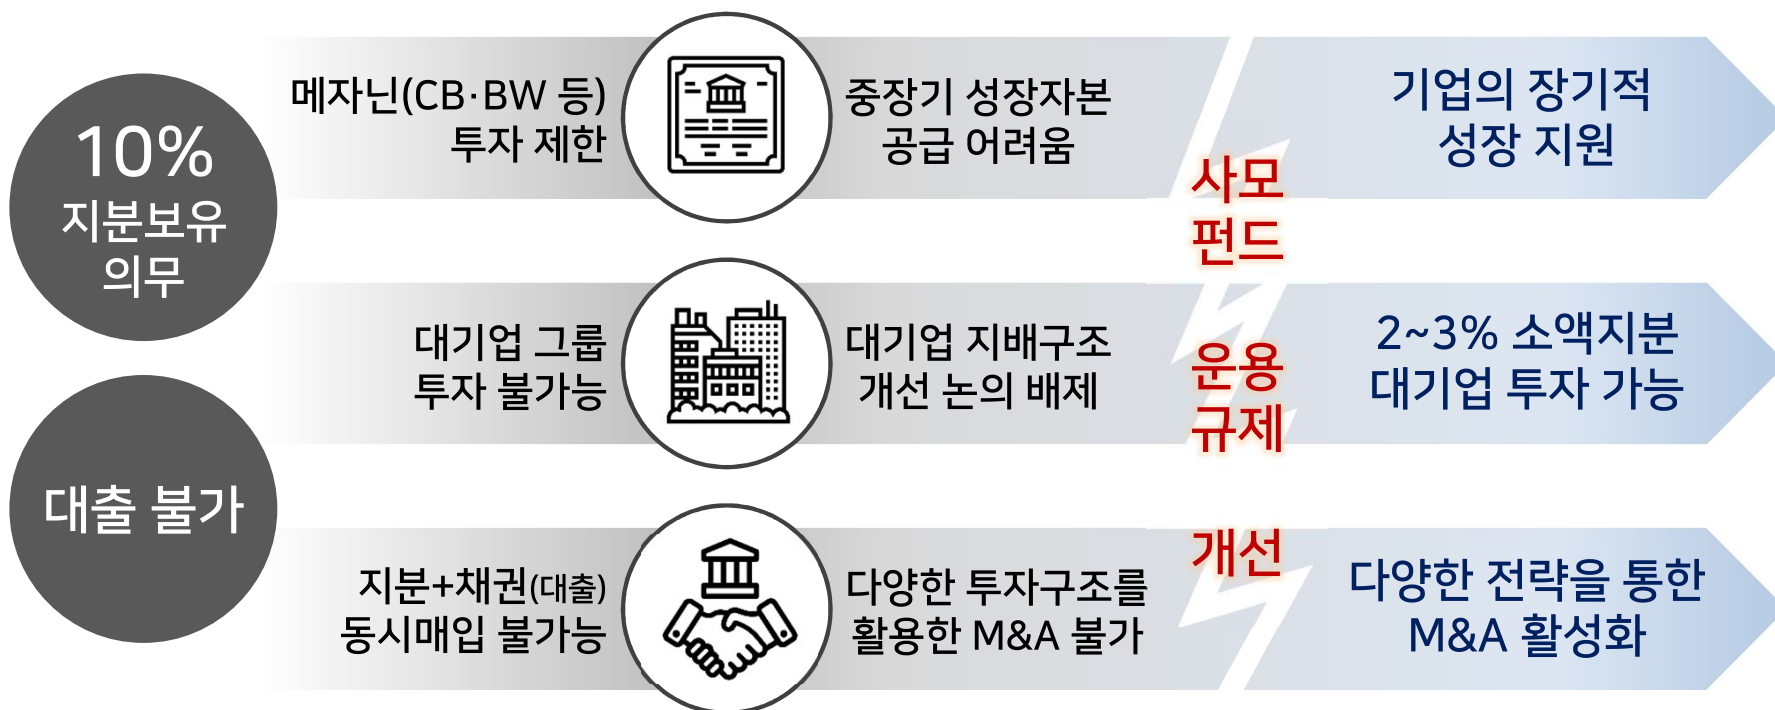 10%
지분보유
의무
대출 불가
메자닌(CB·BW 등)
투자 제한
중장기 성장자본
공급 어려움
기업의 장기적
성장 지원
대기업 그룹
투자 불가능
대기업 지배구조
개선 논의 배제
2~3% 소액지분
대기업 투자 가능
지분+채권(대출)
동시매입 불가능
다양한 투자구조를
활용한 M&A 불가
다양한 전략을 통한
M&A 활성화
사모
펀드
운용
규제
개선